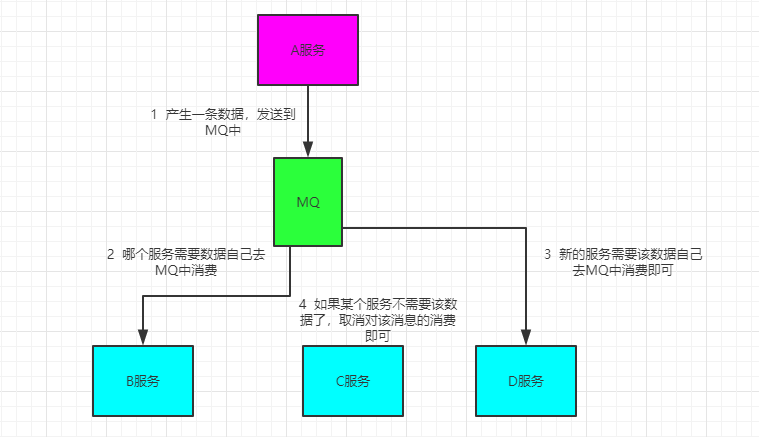 A服务
1 产生一条数据，发送到
MQ中
MQ
2 哪个服务需要数据自己去
MQ中消费
3 新的服务需要该数据自己
去MQ中消费即可
4 如果某个服务不需要该数
据了，取消对该消息的消费
即可
B服务
C服务
D服务